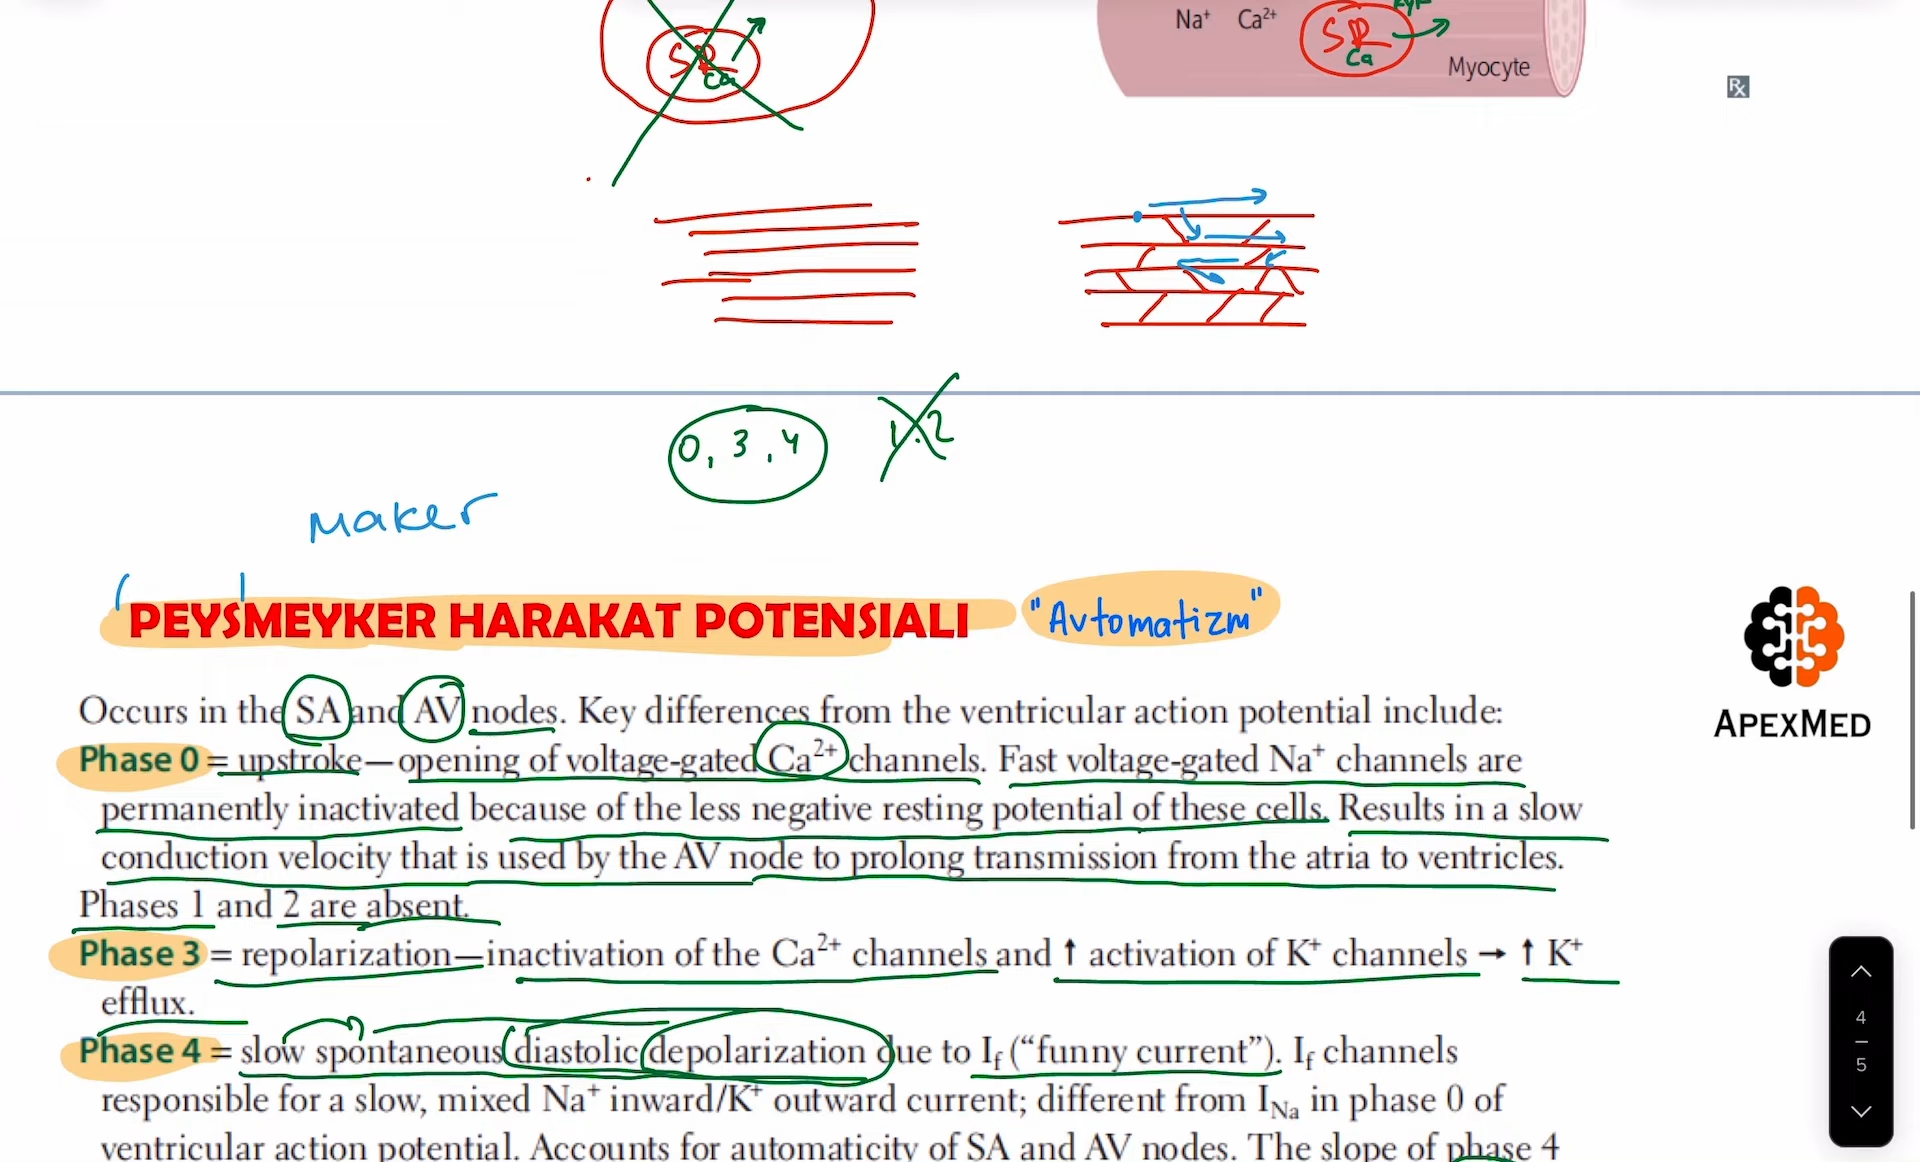 SR
Ca
Na⁺ Ca²⁺
SR
Ca
Myocyte
Rx
0, 3, 4
1.2
maker
PEYSMEYKER HARAKAT POTENSIALI "Avtomatizm"
APEXMED
Occurs in the SA and AV nodes. Key differences from the ventricular action potential include:
Phase 0 = upstroke—opening of voltage-gated Ca²⁺ channels. Fast voltage-gated Na⁺ channels are
permanently inactivated because of the less negative resting potential of these cells. Results in a slow
conduction velocity that is used by the AV node to prolong transmission from the atria to ventricles.
Phases 1 and 2 are absent.
Phase 3 = repolarization—inactivation of the Ca²⁺ channels and ↑ activation of K⁺ channels → ↑ K⁺
efflux.
Phase 4 = slow spontaneous diastolic depolarization due to If (“funny current”). If channels
responsible for a slow, mixed Na⁺ inward/K⁺ outward current; different from INa in phase 0 of
ventricular action potential. Accounts for automaticity of SA and AV nodes. The slope of phase 4
4
5